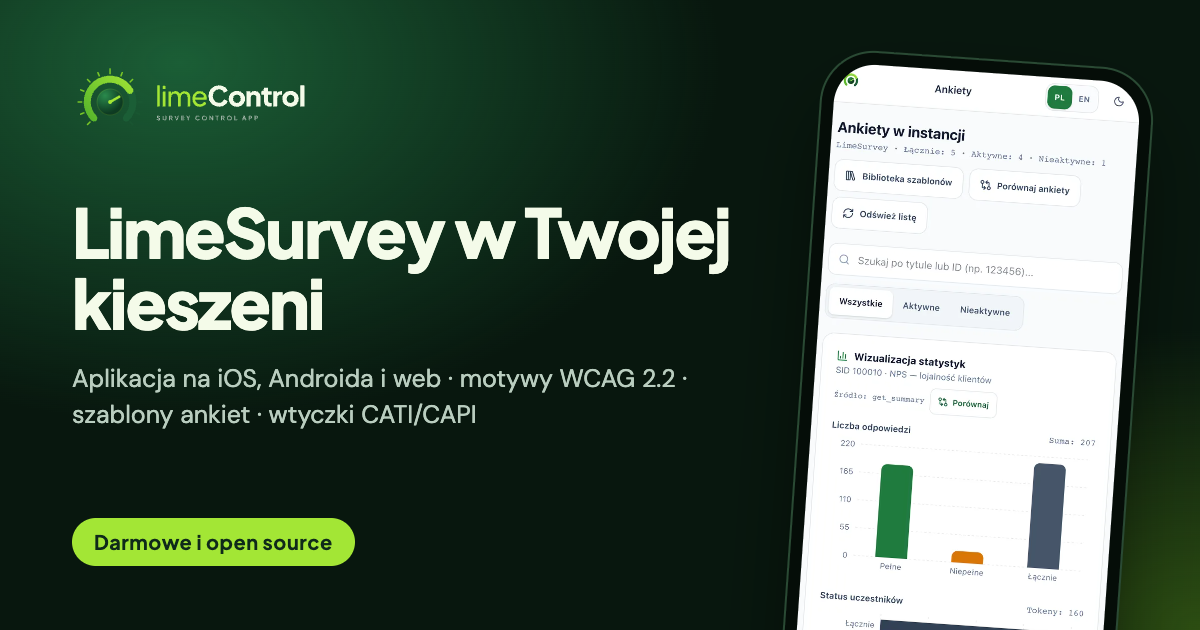 limeControl
SURVEY CONTROL APP
LimeSurvey w Twojej
kieszeni
Aplikacja na iOS, Androida i web · motywy WCAG 2.2 ·
szablony ankiet · wtyczki CATI/CAPI
Darmowe i open source
Ankiety
PL EN
Ankiety w instancji
LimeSurvey · Łącznie: 5 · Aktywne: 4 · Nieaktywne: 1
Biblioteka szablonów
Porównaj ankiety
Odśwież listę
Szukaj po tytule lub ID (np. 123456)...
Wszystkie Aktywne Nieaktywne
Wizualizacja statystyk
SID 100010 · NPS — lojalność klientów
Źródło: get_summary
Porównaj
Liczba odpowiedzi
Suma: 207
220
165
110
55
0
Pełne Niepełne Łącznie
Status uczestników
Tokeny: 160
Łącznie